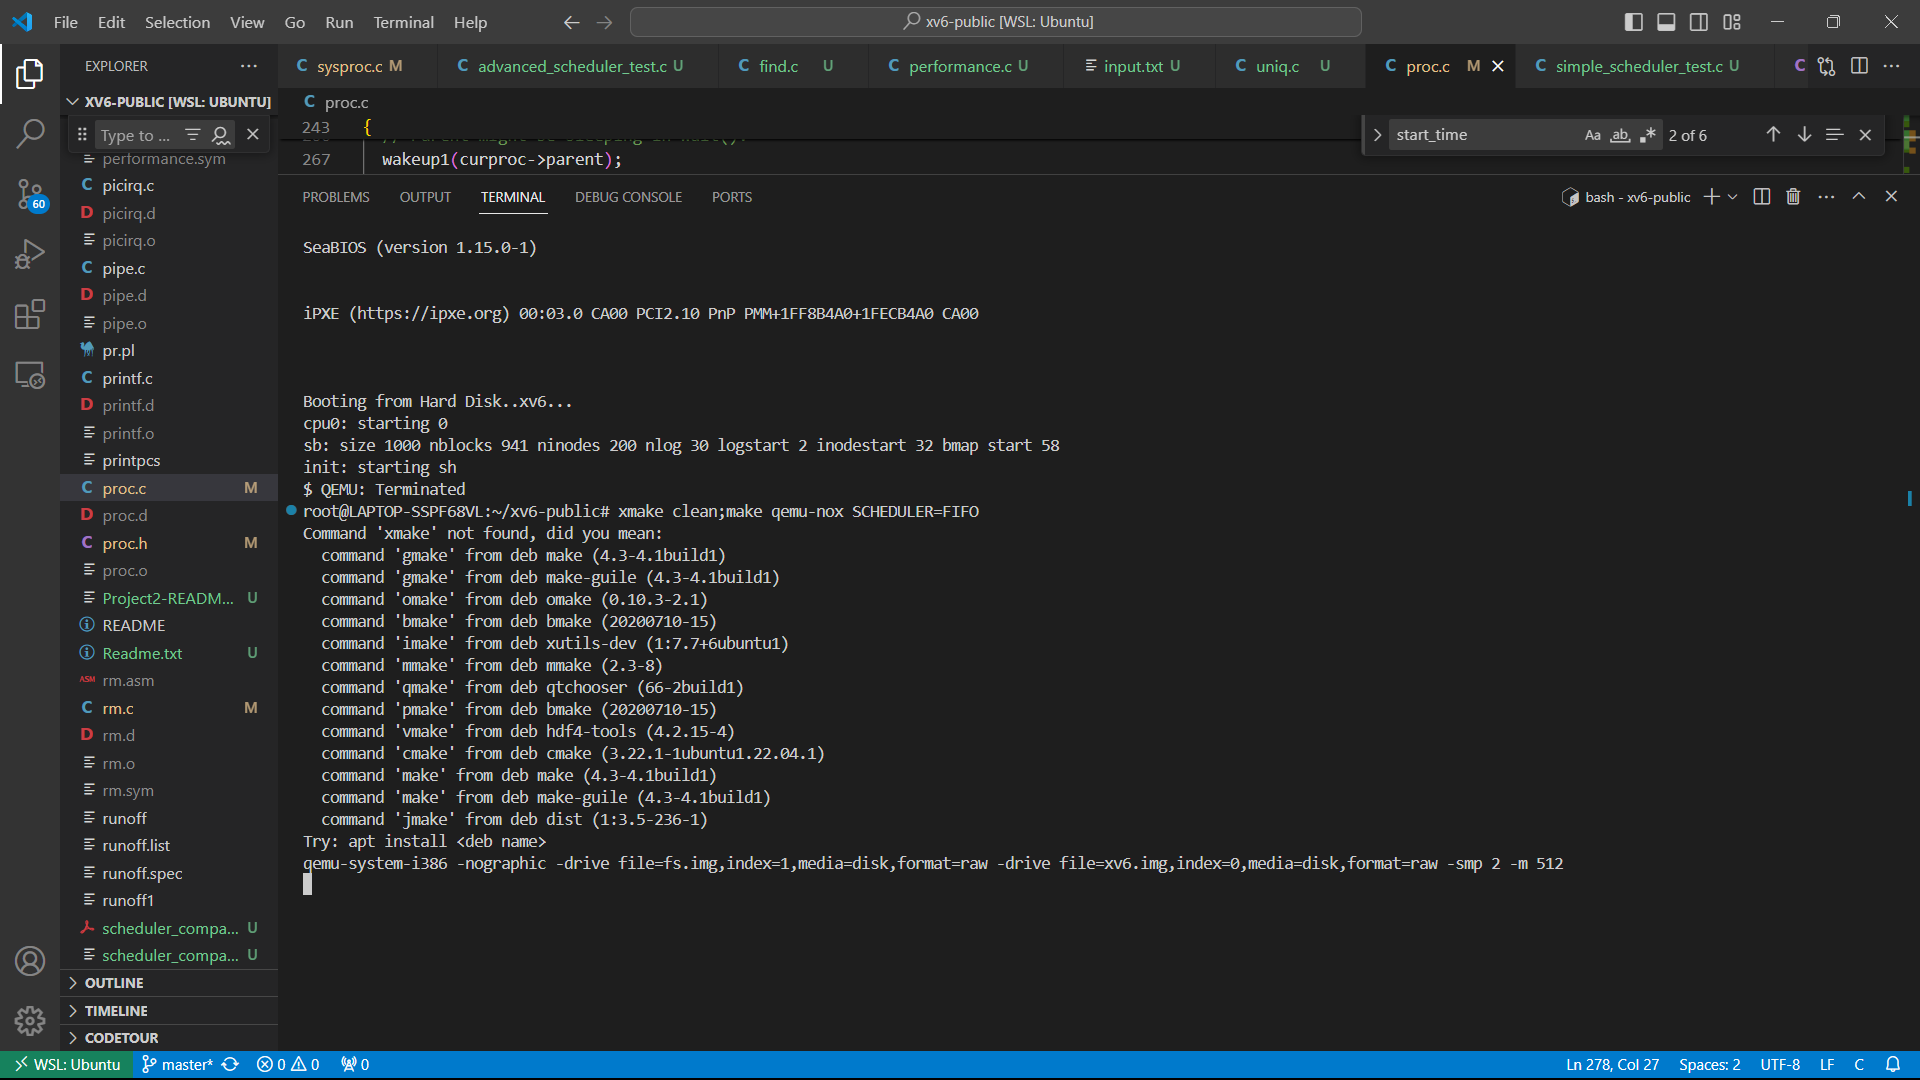 File Edit Selection View Go Run Terminal Help
xv6-public [WSL: Ubuntu]
EXPLORER
sysproc.c M
advanced_scheduler_test.c U
find.c U
performance.c U
input.txt U
uniq.c U
proc.c M
simple_scheduler_test.c U
XV6-PUBLIC [WSL: UBUNTU]
proc.c
Type to ...
243 {
267 wakeup1(curproc->parent);
start_time
Aa ab 2 of 6
performance.sym
picirq.c
picirq.d
picirq.o
pipe.c
pipe.d
pipe.o
pr.pl
printf.c
printf.d
printf.o
printpcs
proc.c M
proc.d
proc.h M
proc.o
Project2-READM... U
README
Readme.txt U
rm.asm
rm.c M
rm.d
rm.o
rm.sym
runoff
runoff.list
runoff.spec
runoff1
scheduler_compa... U
scheduler_compa... U
OUTLINE
TIMELINE
CODETOUR
60
PROBLEMS OUTPUT TERMINAL DEBUG CONSOLE PORTS
bash - xv6-public
SeaBIOS (version 1.15.0-1)
iPXE (https://ipxe.org) 00:03.0 CA00 PCI2.10 PnP PMM+1FF8B4A0+1FECB4A0 CA00
Booting from Hard Disk..xv6...
cpu0: starting 0
sb: size 1000 nblocks 941 ninodes 200 nlog 30 logstart 2 inodestart 32 bmap start 58
init: starting sh
$ QEMU: Terminated
root@LAPTOP-SSPF68VL:~/xv6-public# xmake clean;make qemu-nox SCHEDULER=FIFO
Command 'xmake' not found, did you mean:
command 'gmake' from deb make (4.3-4.1build1)
command 'gmake' from deb make-guile (4.3-4.1build1)
command 'omake' from deb omake (0.10.3-2.1)
command 'bmake' from deb bmake (20200710-15)
command 'imake' from deb xutils-dev (1:7.7+6ubuntu1)
command 'mmake' from deb mmake (2.3-8)
command 'qmake' from deb qtchooser (66-2build1)
command 'pmake' from deb bmake (20200710-15)
command 'vmake' from deb hdf4-tools (4.2.15-4)
command 'cmake' from deb cmake (3.22.1-1ubuntu1.22.04.1)
command 'make' from deb make (4.3-4.1build1)
command 'make' from deb make-guile (4.3-4.1build1)
command 'jmake' from deb dist (1:3.5-236-1)
Try: apt install <deb name>
qemu-system-i386 -nographic -drive file=fs.img,index=1,media=disk,format=raw -drive file=xv6.img,index=0,media=disk,format=raw -smp 2 -m 512
WSL: Ubuntu master* 0 0 0
Ln 278, Col 27 Spaces: 2 UTF-8 LF C